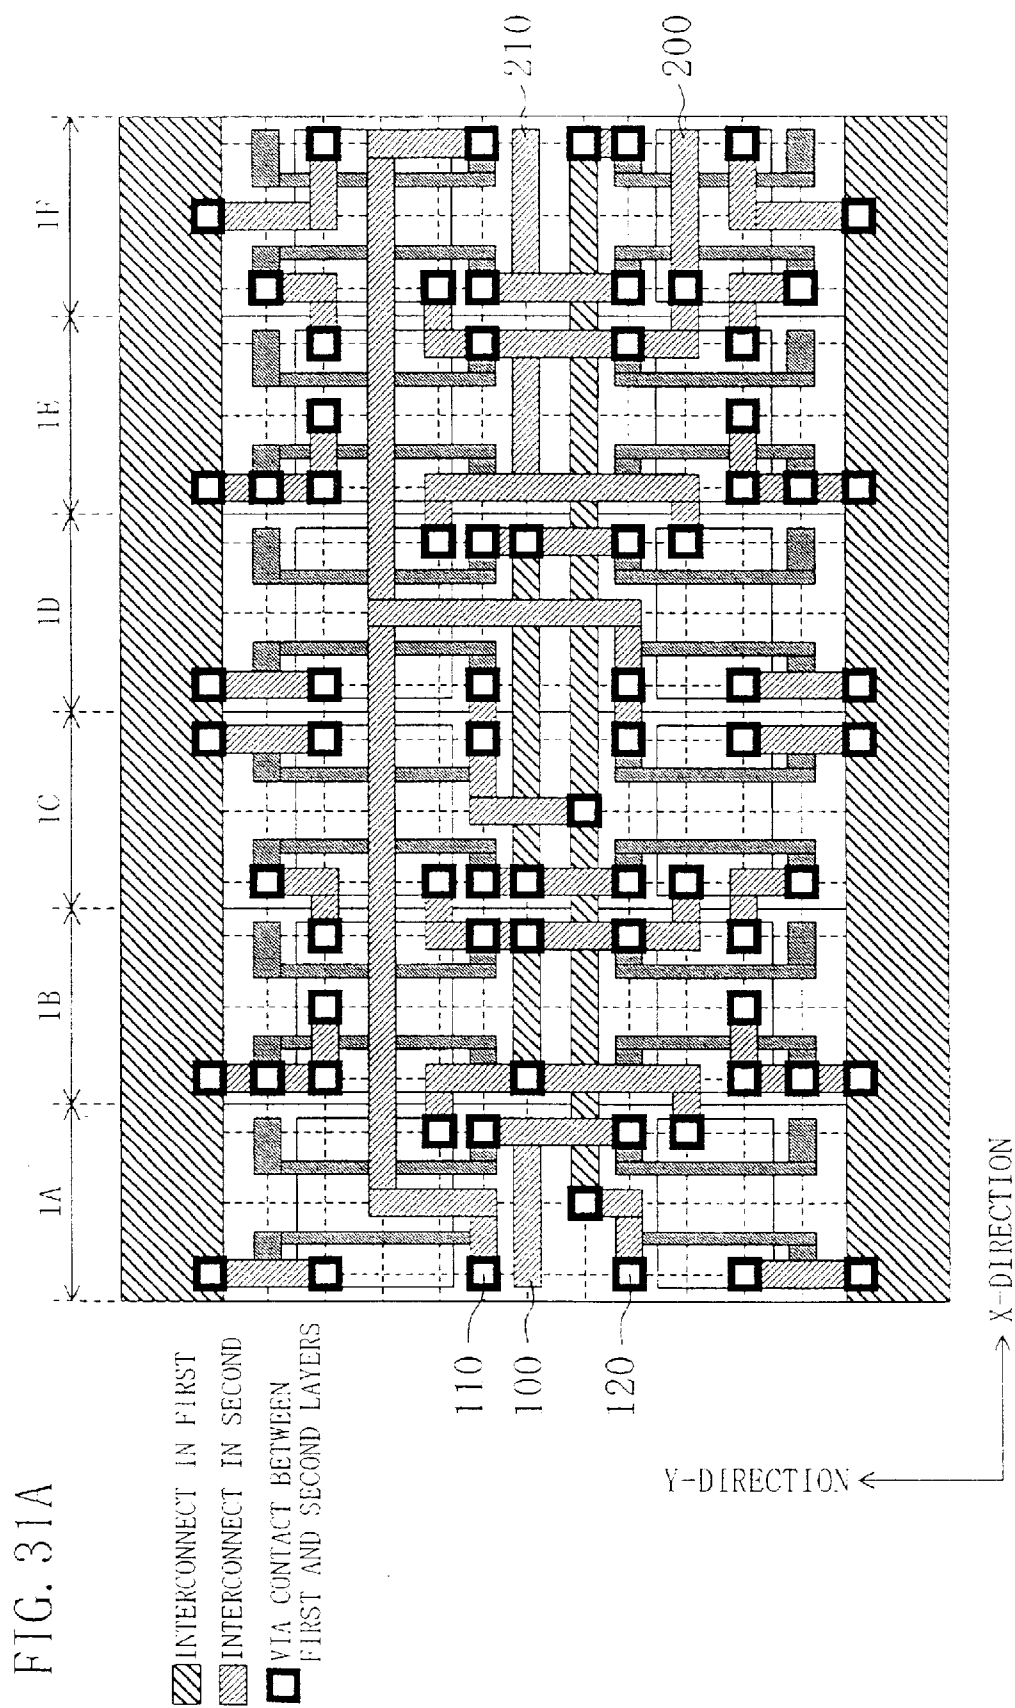 FIG. 31A
INTERCONNECT IN FIRST
INTERCONNECT IN SECOND
VIA CONTACT BETWEEN
FIRST AND SECOND LAYERS
1A
1B
1C
1D
1E
1F
110
100
120
210
200
Y-DIRECTION
X-DIRECTION